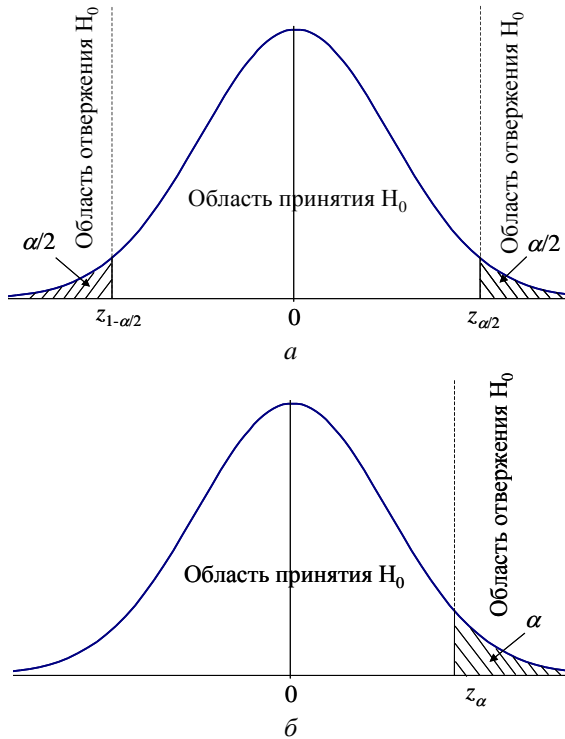 Область отвержения H₀
Область отвержения H₀
Область принятия H₀
α/2
α/2
z₁₋α/₂
0
zα/₂
а
Область отвержения H₀
Область принятия H₀
α
0
zα
б